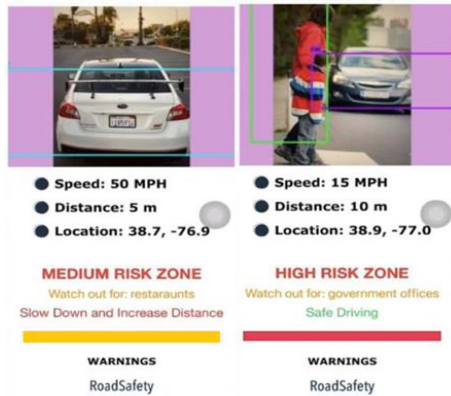 Speed: 50 MPH
Distance: 5 m
Location: 38.7, -76.9
MEDIUM RISK ZONE
Watch out for: restaraunts
Slow Down and Increase Distance
WARNINGS
RoadSafety
Speed: 15 MPH
Distance: 10 m
Location: 38.9, -77.0
HIGH RISK ZONE
Watch out for: government offices
Safe Driving
WARNINGS
RoadSafety